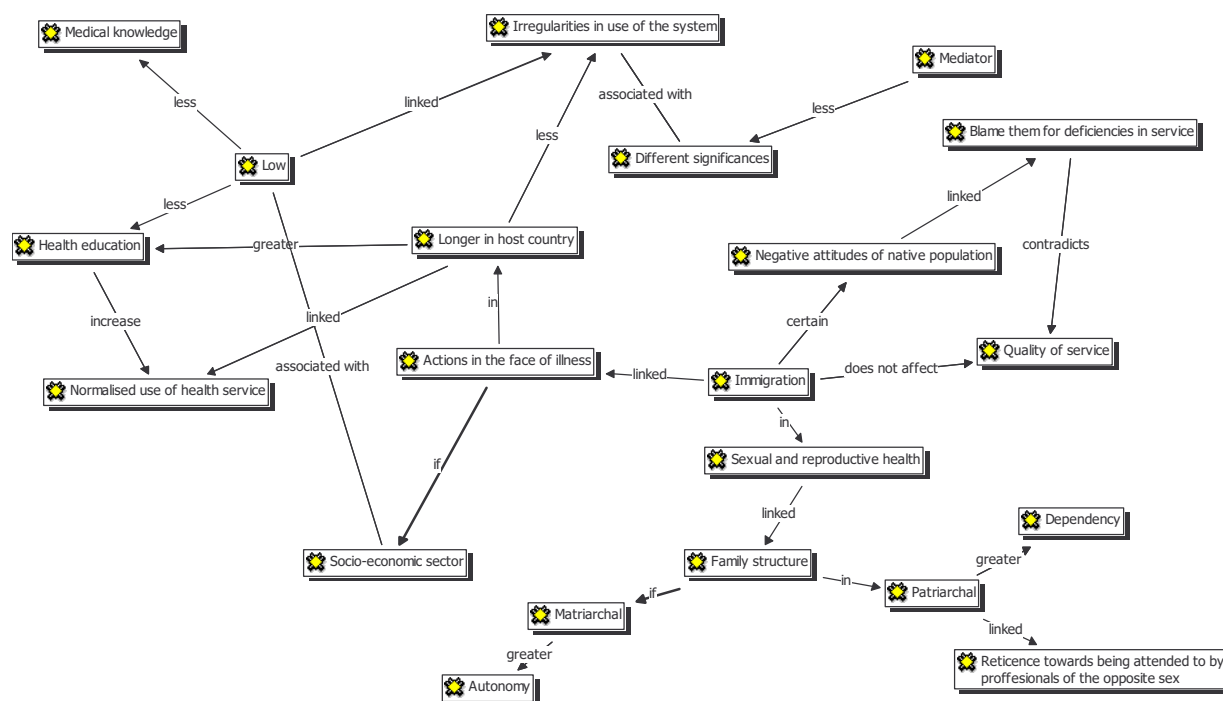 Irregularities in use of the system
Medical knowledge
Mediator
associated with
linked
less
less
less
Blame them for deficiencies in service
Different significances
Low
linked
less
Longer in host country
Health education
greater
contradicts
Negative attitudes of native population
in
linked
increase
certain
Quality of service
Actions in the face of illness
associated with
does not affect
linked
Immigration
Normalised use of health service
in
Sexual and reproductive health
if
linked
Dependency
Socio-economic sector
Family structure
greater
in
if
Patriarchal
Matriarchal
linked
greater
Reticence towards being attended to by
proffesionals of the opposite sex
Autonomy